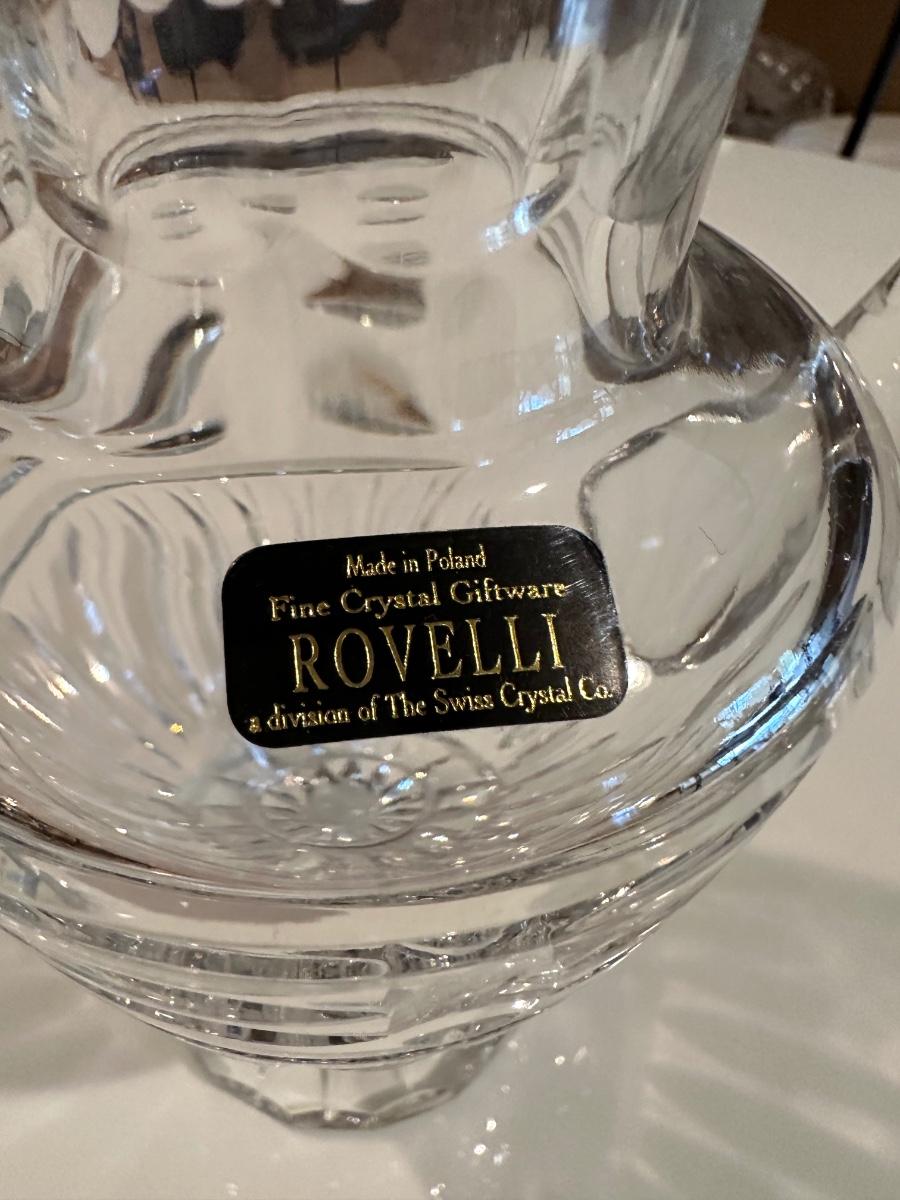 Made in Poland
Fine Crystal Giftware
ROVELLI
a division of The Swiss Crystal Co.